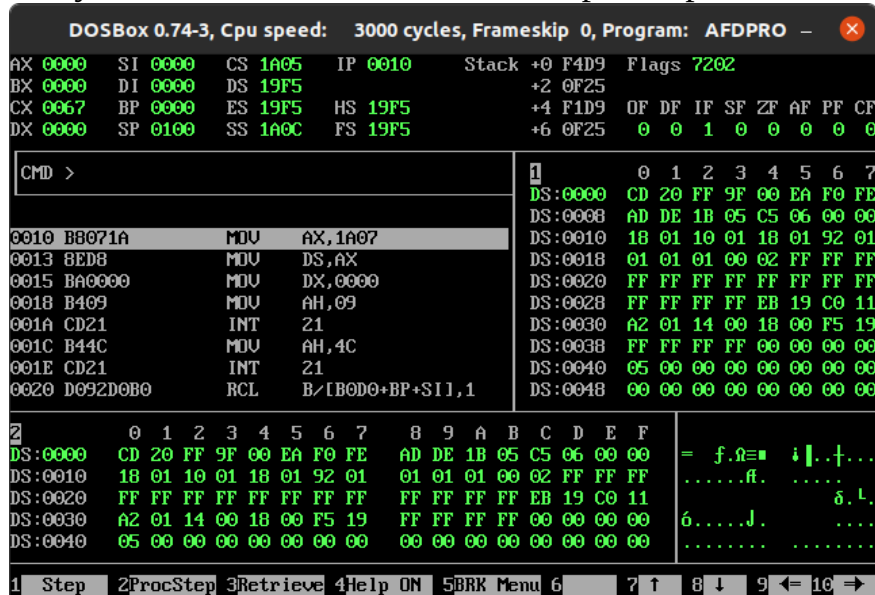 DOSBox 0.74-3, Cpu speed: 3000 cycles, Frameskip 0, Program: AFDPRO
AX 0000 SI 0000 CS 1A05 IP 0010 Stack +0 F4D9 Flags 7202
BX 0000 DI 0000 DS 19F5 +2 0F25
CX 0067 BP 0000 ES 19F5 HS 19F5 +4 F1D9 OF DF IF SF ZF AF PF CF
DX 0000 SP 0100 SS 1A0C FS 19F5 +6 0F25 0 0 1 0 0 0 0 0
CMD >
1 0 1 2 3 4 5 6 7
DS:0000 CD 20 FF 9F 00 EA F0 FE
DS:0008 AD DE 1B 05 C5 06 00 00
0010 B8071A MOV AX,1A07 DS:0010 18 01 10 01 18 01 92 01
0013 8ED8 MOV DS,AX DS:0018 01 01 01 00 02 FF FF FF
0015 BA0000 MOV DX,0000 DS:0020 FF FF FF FF FF FF FF FF
0018 B409 MOV AH,09 DS:0028 FF FF FF FF EB 19 C0 11
001A CD21 INT 21 DS:0030 A2 01 14 00 18 00 F5 19
001C B44C MOV AH,4C DS:0038 FF FF FF FF 00 00 00 00
001E CD21 INT 21 DS:0040 05 00 00 00 00 00 00 00
0020 D092D0B0 RCL B/[B0D0+BP+SI],1 DS:0048 00 00 00 00 00 00 00 00
2 0 1 2 3 4 5 6 7 8 9 A B C D E F
DS:0000 CD 20 FF 9F 00 EA F0 FE AD DE 1B 05 C5 06 00 00 = ƒ.Ω≡■ ¡▐..┼...
DS:0010 18 01 10 01 18 01 92 01 01 01 01 00 02 FF FF FF ......Æ. .....
DS:0020 FF FF FF FF FF FF FF FF FF FF FF FF EB 19 C0 11 δ.└.
DS:0030 A2 01 14 00 18 00 F5 19 FF FF FF FF 00 00 00 00 ó.....⌡. ....
DS:0040 05 00 00 00 00 00 00 00 00 00 00 00 00 00 00 00 ........ ........
1 Step 2ProcStep 3Retrieve 4Help ON 5BRK Menu 6 7 ↑ 8 ↓ 9 ⇐ 10 ⇒